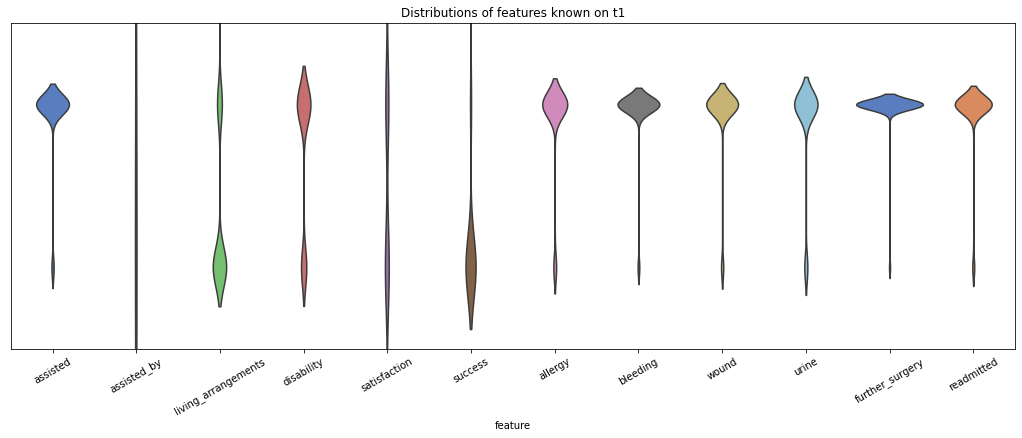 Distributions of features known on t1
assisted
assisted_by
living_arrangements
disability
satisfaction
success
allergy
bleeding
wound
urine
further_surgery
readmitted
feature